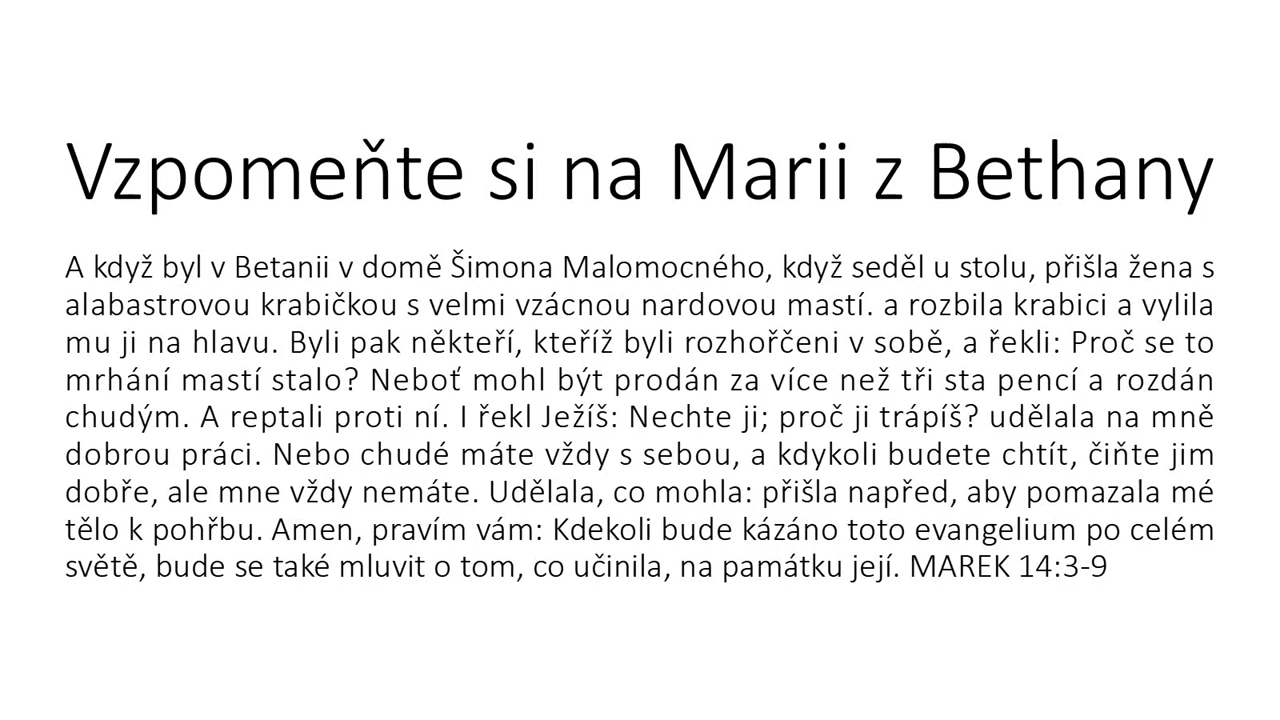 Vzpomeňte si na Marii z Bethany
A když byl v Betanii v domě Šimona Malomocného, když seděl u stolu, přišla žena s
alabastrovou krabičkou s velmi vzácnou nardovou mastí. a rozbila krabici a vylila
mu ji na hlavu. Byli pak někteří, kteříž byli rozhořčeni v sobě, a řekli: Proč se to
mrhání mastí stalo? Neboť mohl být prodán za více než tři sta pencí a rozdán
chudým. A reptali proti ní. I řekl Ježíš: Nechte ji; proč ji trápíš? udělala na mně
dobrou práci. Nebo chudé máte vždy s sebou, a kdykoli budete chtít, čiňte jim
dobře, ale mne vždy nemáte. Udělala, co mohla: přišla napřed, aby pomazala mé
tělo k pohřbu. Amen, pravím vám: Kdekoli bude kázáno toto evangelium po celém
světě, bude se také mluvit o tom, co učinila, na památku její. MAREK 14:3-9